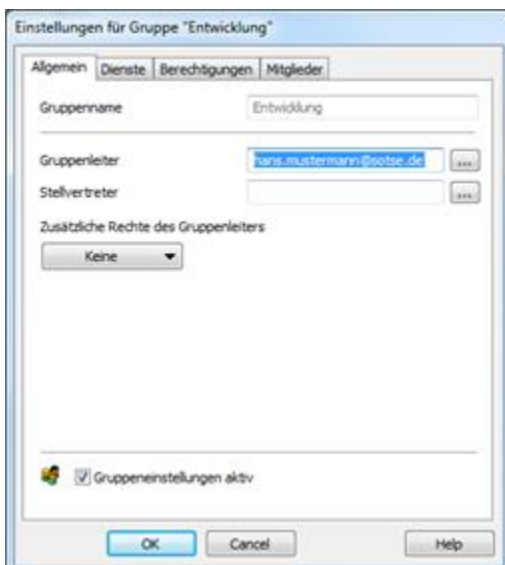 Einstellungen für Gruppe "Entwicklung"
Allgemein Dienste Berechtigungen Mitglieder
Gruppenname Entwicklung
Gruppenleiter hans.mustermann@sotse.de ...
Stellvertreter ...
Zusätzliche Rechte des Gruppenleiters
Keine
Gruppeneinstellungen aktiv
OK Cancel Help